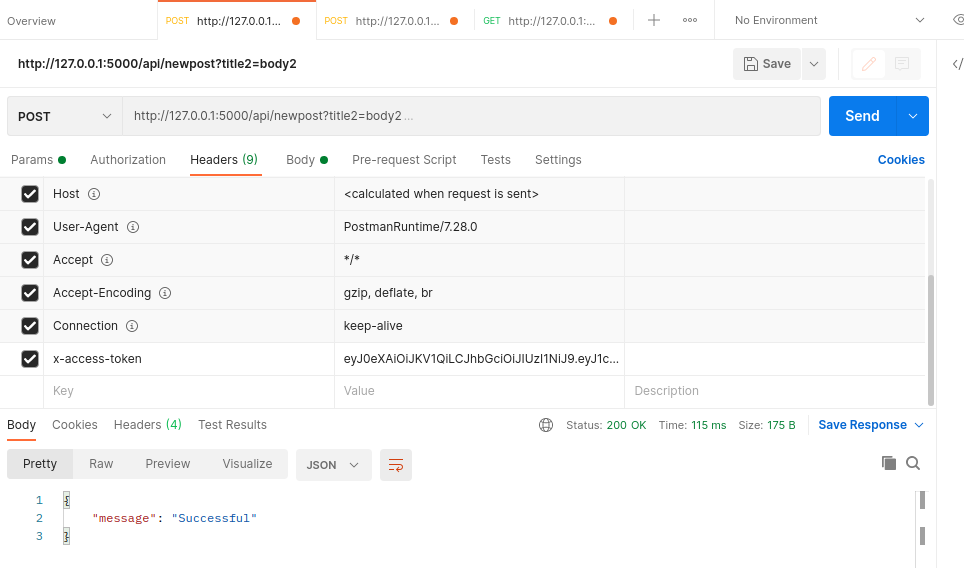 Overview POST http://127.0.0.1... POST http://127.0.0.1... GET http://127.0.0.1:... No Environment
http://127.0.0.1:5000/api/newpost?title2=body2 Save
POST http://127.0.0.1:5000/api/newpost?title2=body2 ... Send
Params Authorization Headers (9) Body Pre-request Script Tests Settings Cookies
Host <calculated when request is sent>
User-Agent PostmanRuntime/7.28.0
Accept */*
Accept-Encoding gzip, deflate, br
Connection keep-alive
x-access-token eyJ0eXAiOiJKV1QiLCJhbGciOiJIUzI1NiJ9.eyJ1c...
Key Value Description
Body Cookies Headers (4) Test Results Status: 200 OK Time: 115 ms Size: 175 B Save Response
Pretty Raw Preview Visualize JSON
1 {
2 "message": "Successful"
3 }